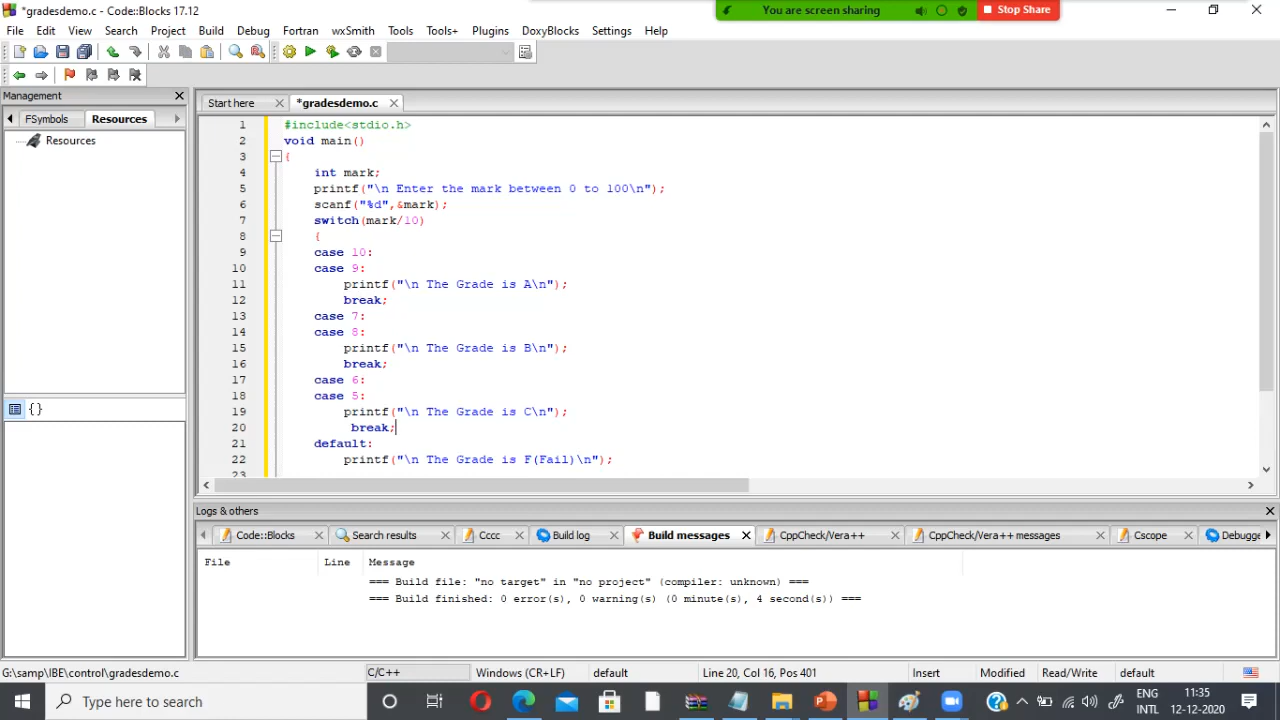 *gradesdemo.c - Code::Blocks 17.12
You are screen sharing
Stop Share
File Edit View Search Project Build Debug Fortran wxSmith Tools Tools+ Plugins DoxyBlocks Settings Help
Management
FSymbols
Resources
Resources
{}
Start here
*gradesdemo.c
1 #include<stdio.h>
2 void main()
3 {
4 int mark;
5 printf("\n Enter the mark between 0 to 100\n");
6 scanf("%d",&mark);
7 switch(mark/10)
8 {
9 case 10:
10 case 9:
11 printf("\n The Grade is A\n");
12 break;
13 case 7:
14 case 8:
15 printf("\n The Grade is B\n");
16 break;
17 case 6:
18 case 5:
19 printf("\n The Grade is C\n");
20 break;
21 default:
22 printf("\n The Grade is F(Fail)\n");
23
Logs & others
Code::Blocks
Search results
Cccc
Build log
Build messages
CppCheck/Vera++
CppCheck/Vera++ messages
Cscope
Debugge
File Line Message
=== Build file: "no target" in "no project" (compiler: unknown) ===
=== Build finished: 0 error(s), 0 warning(s) (0 minute(s), 4 second(s)) ===
G:\samp\IBE\control\gradesdemo.c C/C++ Windows (CR+LF) default Line 20, Col 16, Pos 401 Insert Modified Read/Write default
Type here to search
ENG
INTL
11:35
12-12-2020